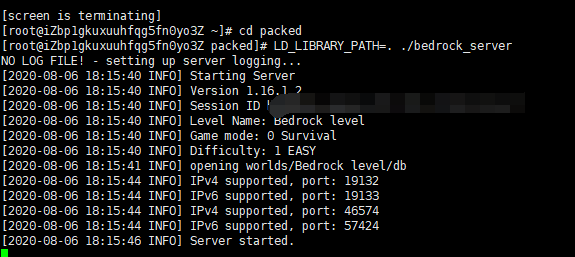 [screen is terminating]
[root@iZbp1gkuxuuhfqg5fn0yo3Z ~]# cd packed
[root@iZbp1gkuxuuhfqg5fn0yo3Z packed]# LD_LIBRARY_PATH=. ./bedrock_server
NO LOG FILE! - setting up server logging...
[2020-08-06 18:15:40 INFO] Starting Server
[2020-08-06 18:15:40 INFO] Version 1.16.1.2
[2020-08-06 18:15:40 INFO] Session ID
[2020-08-06 18:15:40 INFO] Level Name: Bedrock level
[2020-08-06 18:15:40 INFO] Game mode: 0 Survival
[2020-08-06 18:15:40 INFO] Difficulty: 1 EASY
[2020-08-06 18:15:41 INFO] opening worlds/Bedrock level/db
[2020-08-06 18:15:44 INFO] IPv4 supported, port: 19132
[2020-08-06 18:15:44 INFO] IPv6 supported, port: 19133
[2020-08-06 18:15:44 INFO] IPv4 supported, port: 46574
[2020-08-06 18:15:44 INFO] IPv6 supported, port: 57424
[2020-08-06 18:15:46 INFO] Server started.